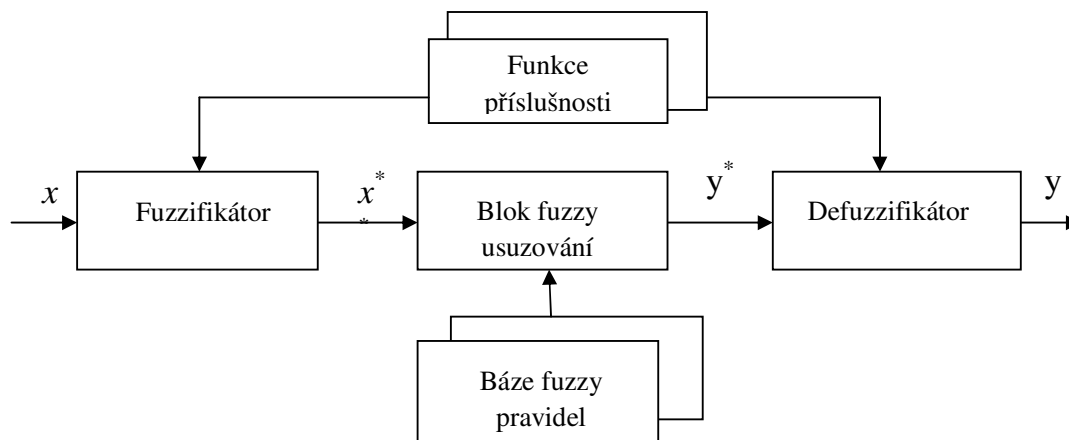 Funkce
příslušnosti
x
Fuzzifikátor
x*
*
Blok fuzzy
usuzování
y*
Defuzzifikátor
y
Báze fuzzy
pravidel